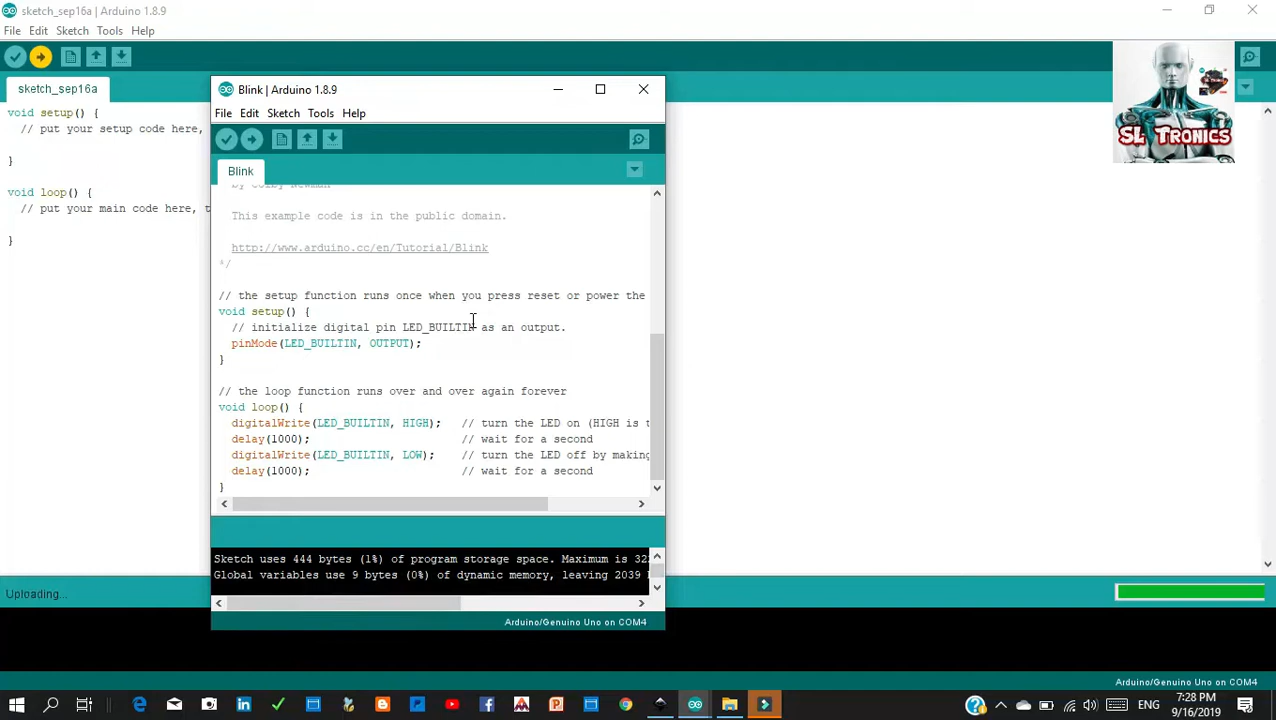 sketch_sep16a | Arduino 1.8.9
File Edit Sketch Tools Help
sketch_sep16a
void setup() {
// put your setup code here,
}
void loop() {
// put your main code here, t
}
SL TRONICS
Blink | Arduino 1.8.9
File Edit Sketch Tools Help
Blink
by Colby Newman
This example code is in the public domain.
http://www.arduino.cc/en/Tutorial/Blink
*/
// the setup function runs once when you press reset or power the
void setup() {
// initialize digital pin LED_BUILTIN as an output.
pinMode(LED_BUILTIN, OUTPUT);
}
// the loop function runs over and over again forever
void loop() {
digitalWrite(LED_BUILTIN, HIGH); // turn the LED on (HIGH is t
delay(1000); // wait for a second
digitalWrite(LED_BUILTIN, LOW); // turn the LED off by making
delay(1000); // wait for a second
}
Sketch uses 444 bytes (1%) of program storage space. Maximum is 32
Global variables use 9 bytes (0%) of dynamic memory, leaving 2039
Arduino/Genuino Uno on COM4
Uploading...
Arduino/Genuino Uno on COM4
ENG
7:28 PM
9/16/2019